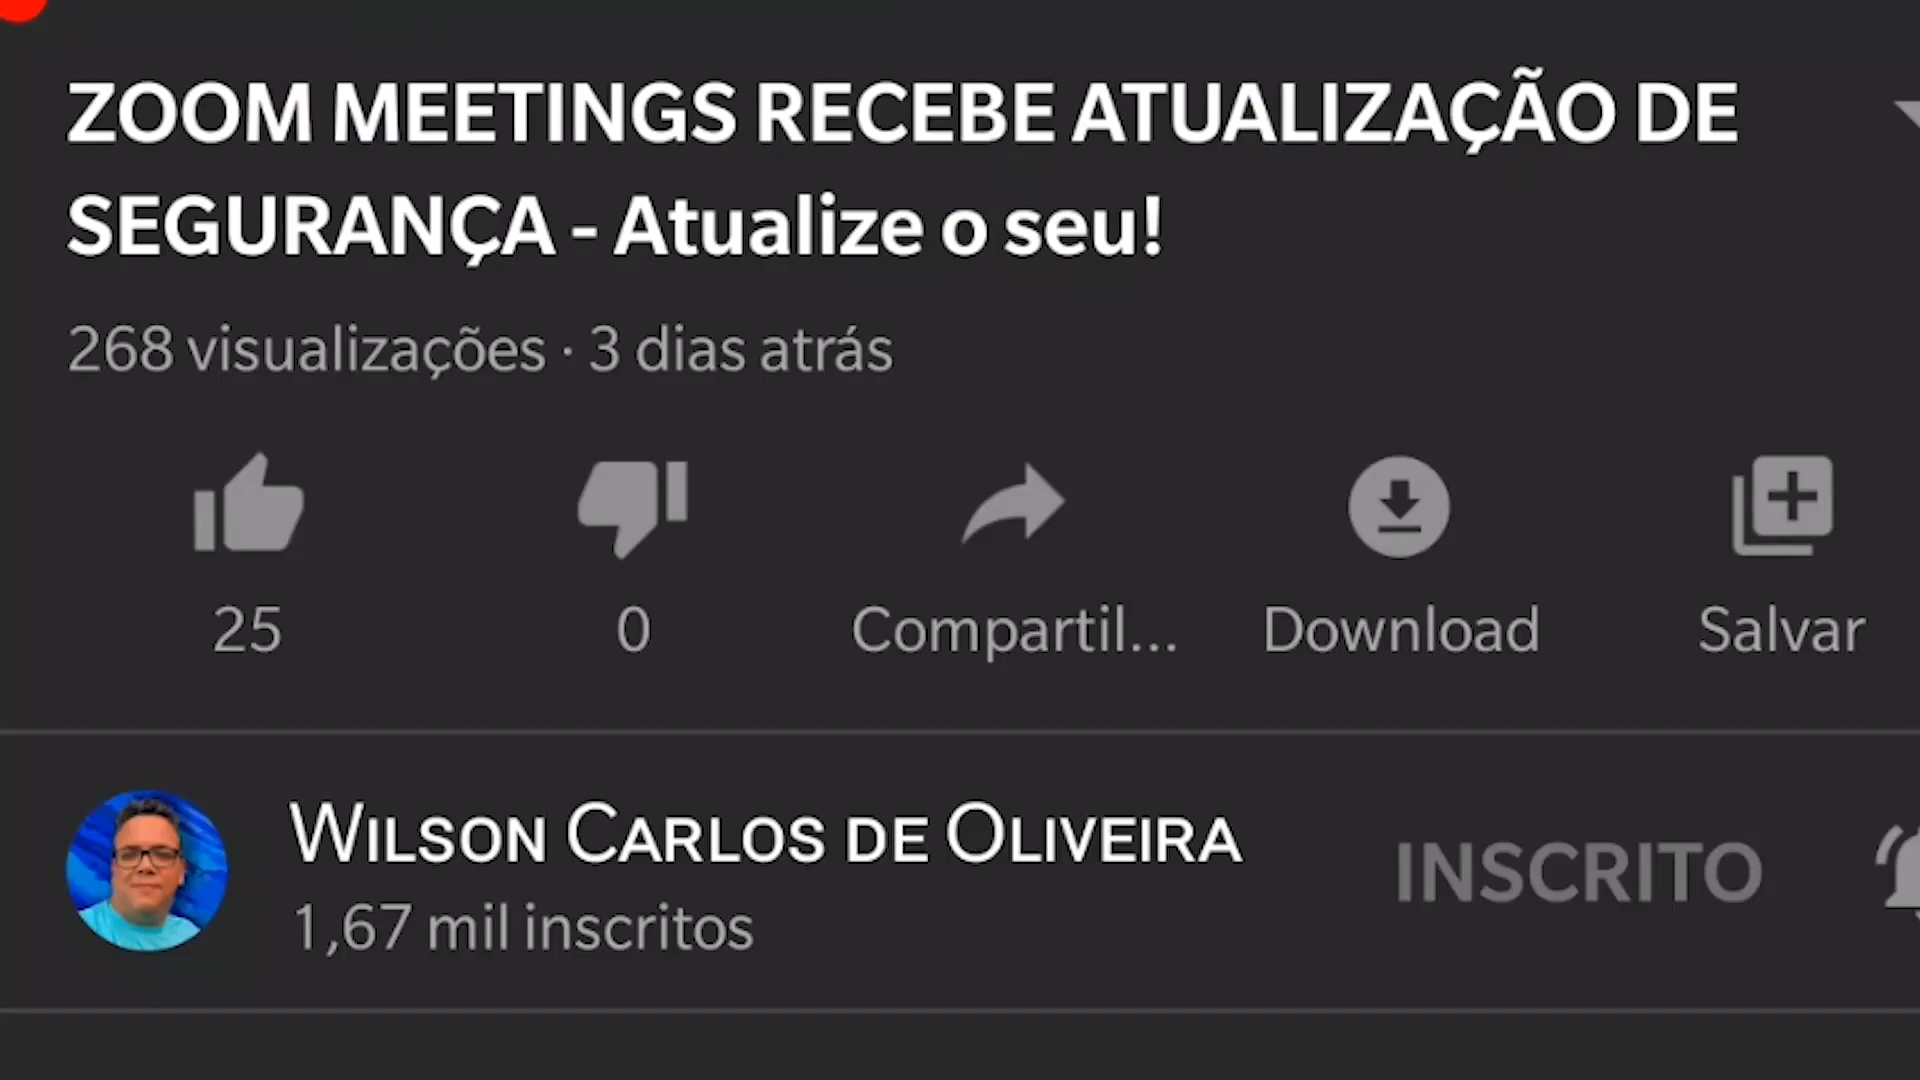 ZOOM MEETINGS RECEBE ATUALIZAÇÃO DE
SEGURANÇA - Atualize o seu!
268 visualizações · 3 dias atrás
25
0
Compartil...
Download
Salvar
WILSON CARLOS DE OLIVEIRA
1,67 mil inscritos
INSCRITO